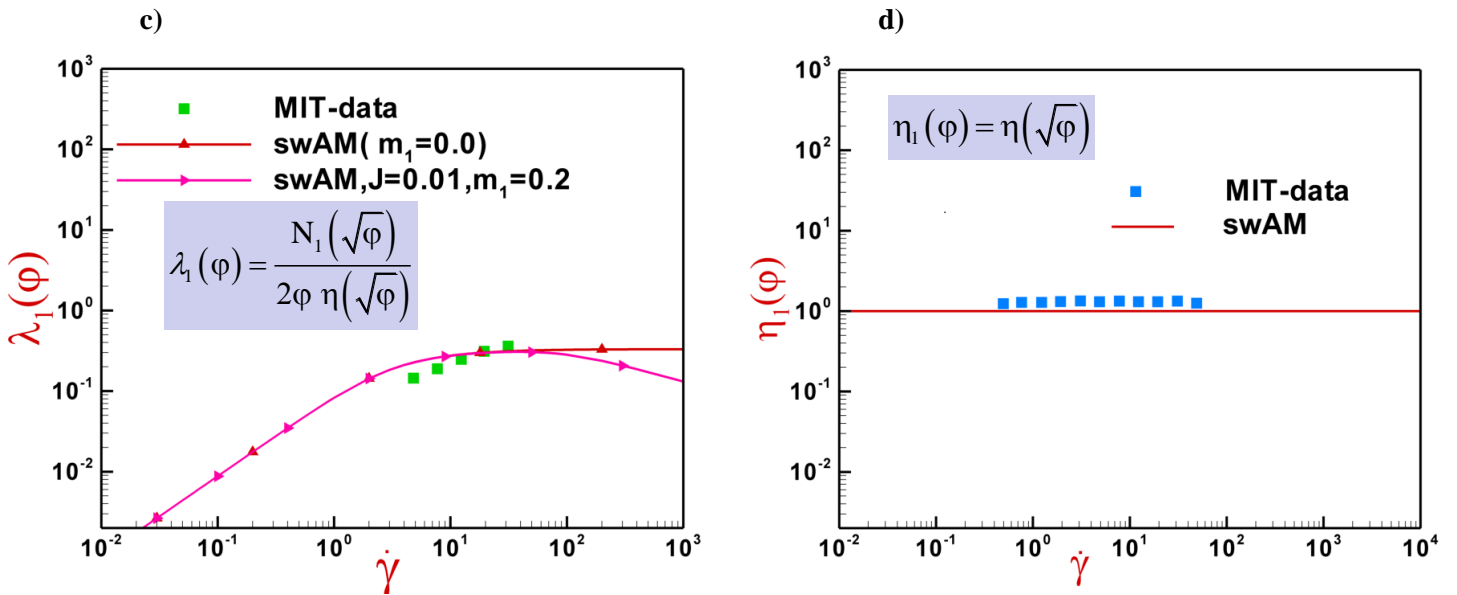 c)
10³
10²
10¹
10⁰
10⁻¹
10⁻²
λ₁(φ)
MIT-data
swAM( m₁=0.0)
swAM,J=0.01,m₁=0.2
λ₁(φ) = N₁(√φ) / 2φ η(√φ)
10⁻² 10⁻¹ 10⁰ 10¹ 10² 10³
γ̇
d)
10³
10²
10¹
10⁰
10⁻¹
10⁻²
η₁(φ)
η₁(φ) = η(√φ)
MIT-data
swAM
10⁻² 10⁻¹ 10⁰ 10¹ 10² 10³ 10⁴
γ̇